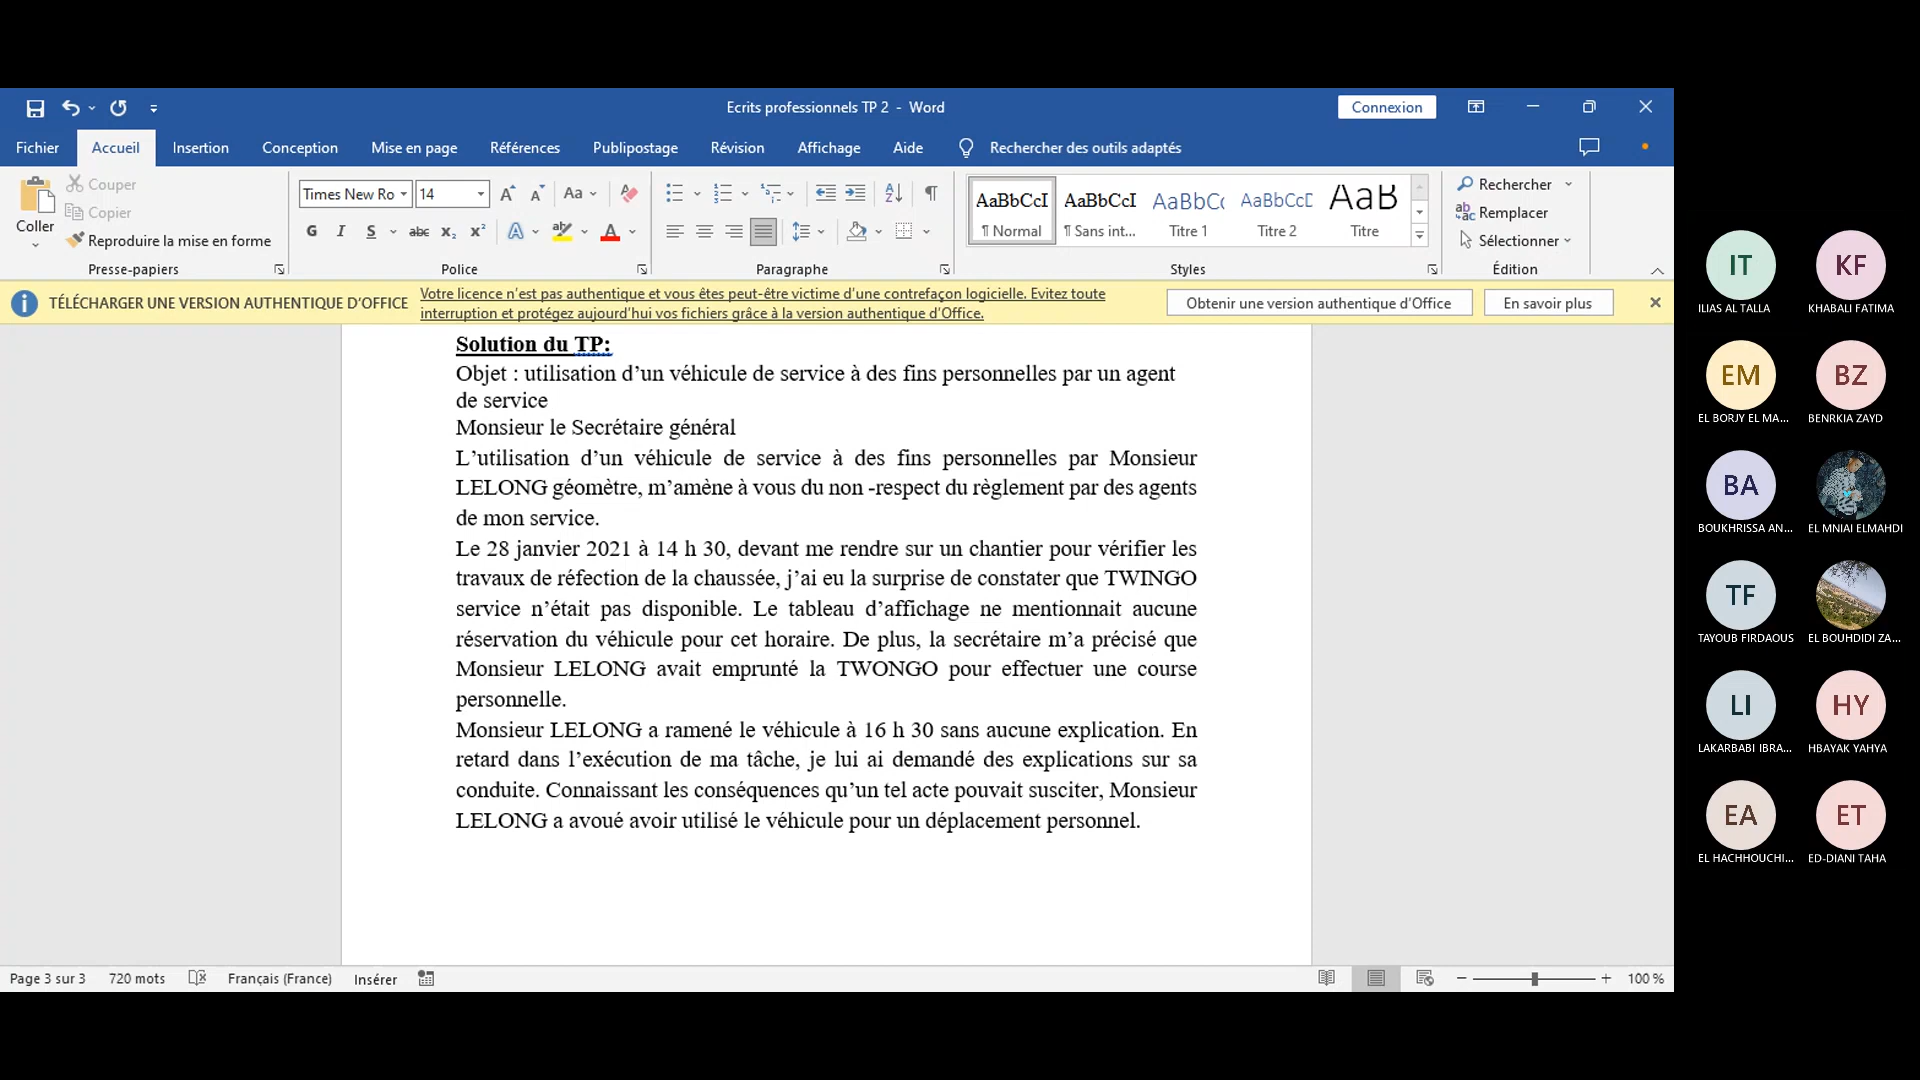 Ecrits professionnels TP 2 - Word
Connexion
Fichier
Accueil
Insertion
Conception
Mise en page
Références
Publipostage
Révision
Affichage
Aide
Rechercher des outils adaptés
Coller
Couper
Copier
Reproduire la mise en forme
Presse-papiers
Times New Ro
14
Aa
G I S abc x₂ x²
Police
Paragraphe
AaBbCcI
¶ Normal
AaBbCcI
¶ Sans int...
AaBbCc
Titre 1
AaBbCcD
Titre 2
AaB
Titre
Styles
Rechercher
Remplacer
Sélectionner
Édition
TÉLÉCHARGER UNE VERSION AUTHENTIQUE D'OFFICE
Votre licence n'est pas authentique et vous êtes peut-être victime d'une contrefaçon logicielle. Evitez toute
interruption et protégez aujourd'hui vos fichiers grâce à la version authentique d'Office.
Obtenir une version authentique d'Office
En savoir plus
Solution du TP:
Objet : utilisation d'un véhicule de service à des fins personnelles par un agent
de service
Monsieur le Secrétaire général
L'utilisation d'un véhicule de service à des fins personnelles par Monsieur
LELONG géomètre, m'amène à vous du non -respect du règlement par des agents
de mon service.
Le 28 janvier 2021 à 14 h 30, devant me rendre sur un chantier pour vérifier les
travaux de réfection de la chaussée, j'ai eu la surprise de constater que TWINGO
service n'était pas disponible. Le tableau d'affichage ne mentionnait aucune
réservation du véhicule pour cet horaire. De plus, la secrétaire m'a précisé que
Monsieur LELONG avait emprunté la TWONGO pour effectuer une course
personnelle.
Monsieur LELONG a ramené le véhicule à 16 h 30 sans aucune explication. En
retard dans l'exécution de ma tâche, je lui ai demandé des explications sur sa
conduite. Connaissant les conséquences qu'un tel acte pouvait susciter, Monsieur
LELONG a avoué avoir utilisé le véhicule pour un déplacement personnel.
Page 3 sur 3
720 mots
Français (France)
Insérer
100 %
IT
ILIAS AL TALLA
KF
KHABALI FATIMA
EM
EL BORJY EL MA...
BZ
BENRKIA ZAYD
BA
BOUKHRISSA AN...
EL MNIAI ELMAHDI
TF
TAYOUB FIRDAOUS
EL BOUHDIDI ZA...
LI
LAKARBABI IBRA...
HY
HBAYAK YAHYA
EA
EL HACHHOUCHI...
ET
ED-DIANI TAHA